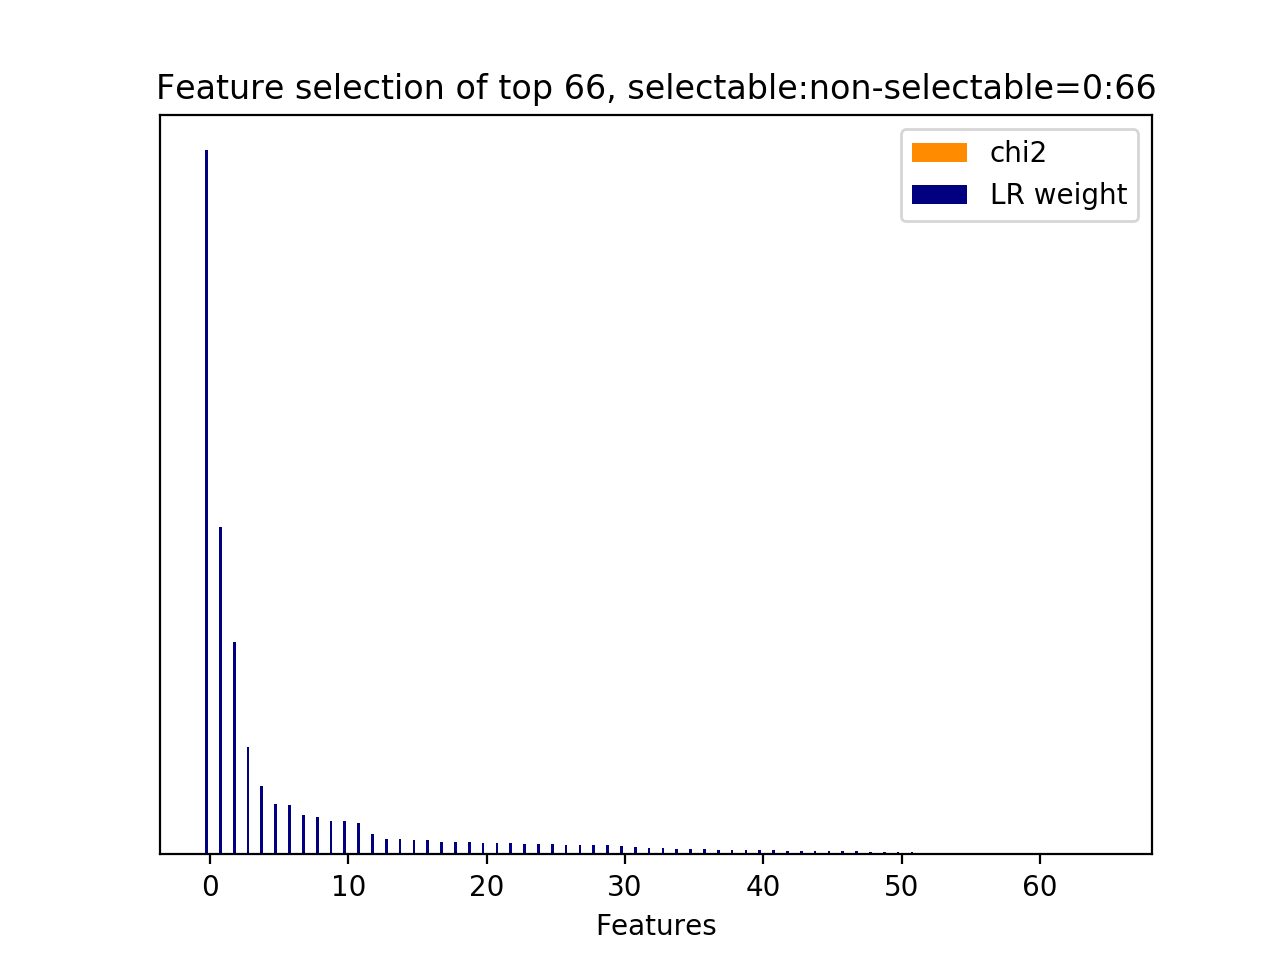 Feature selection of top 66, selectable:non-selectable=0:66
chi2
LR weight
0 10 20 30 40 50 60
Features